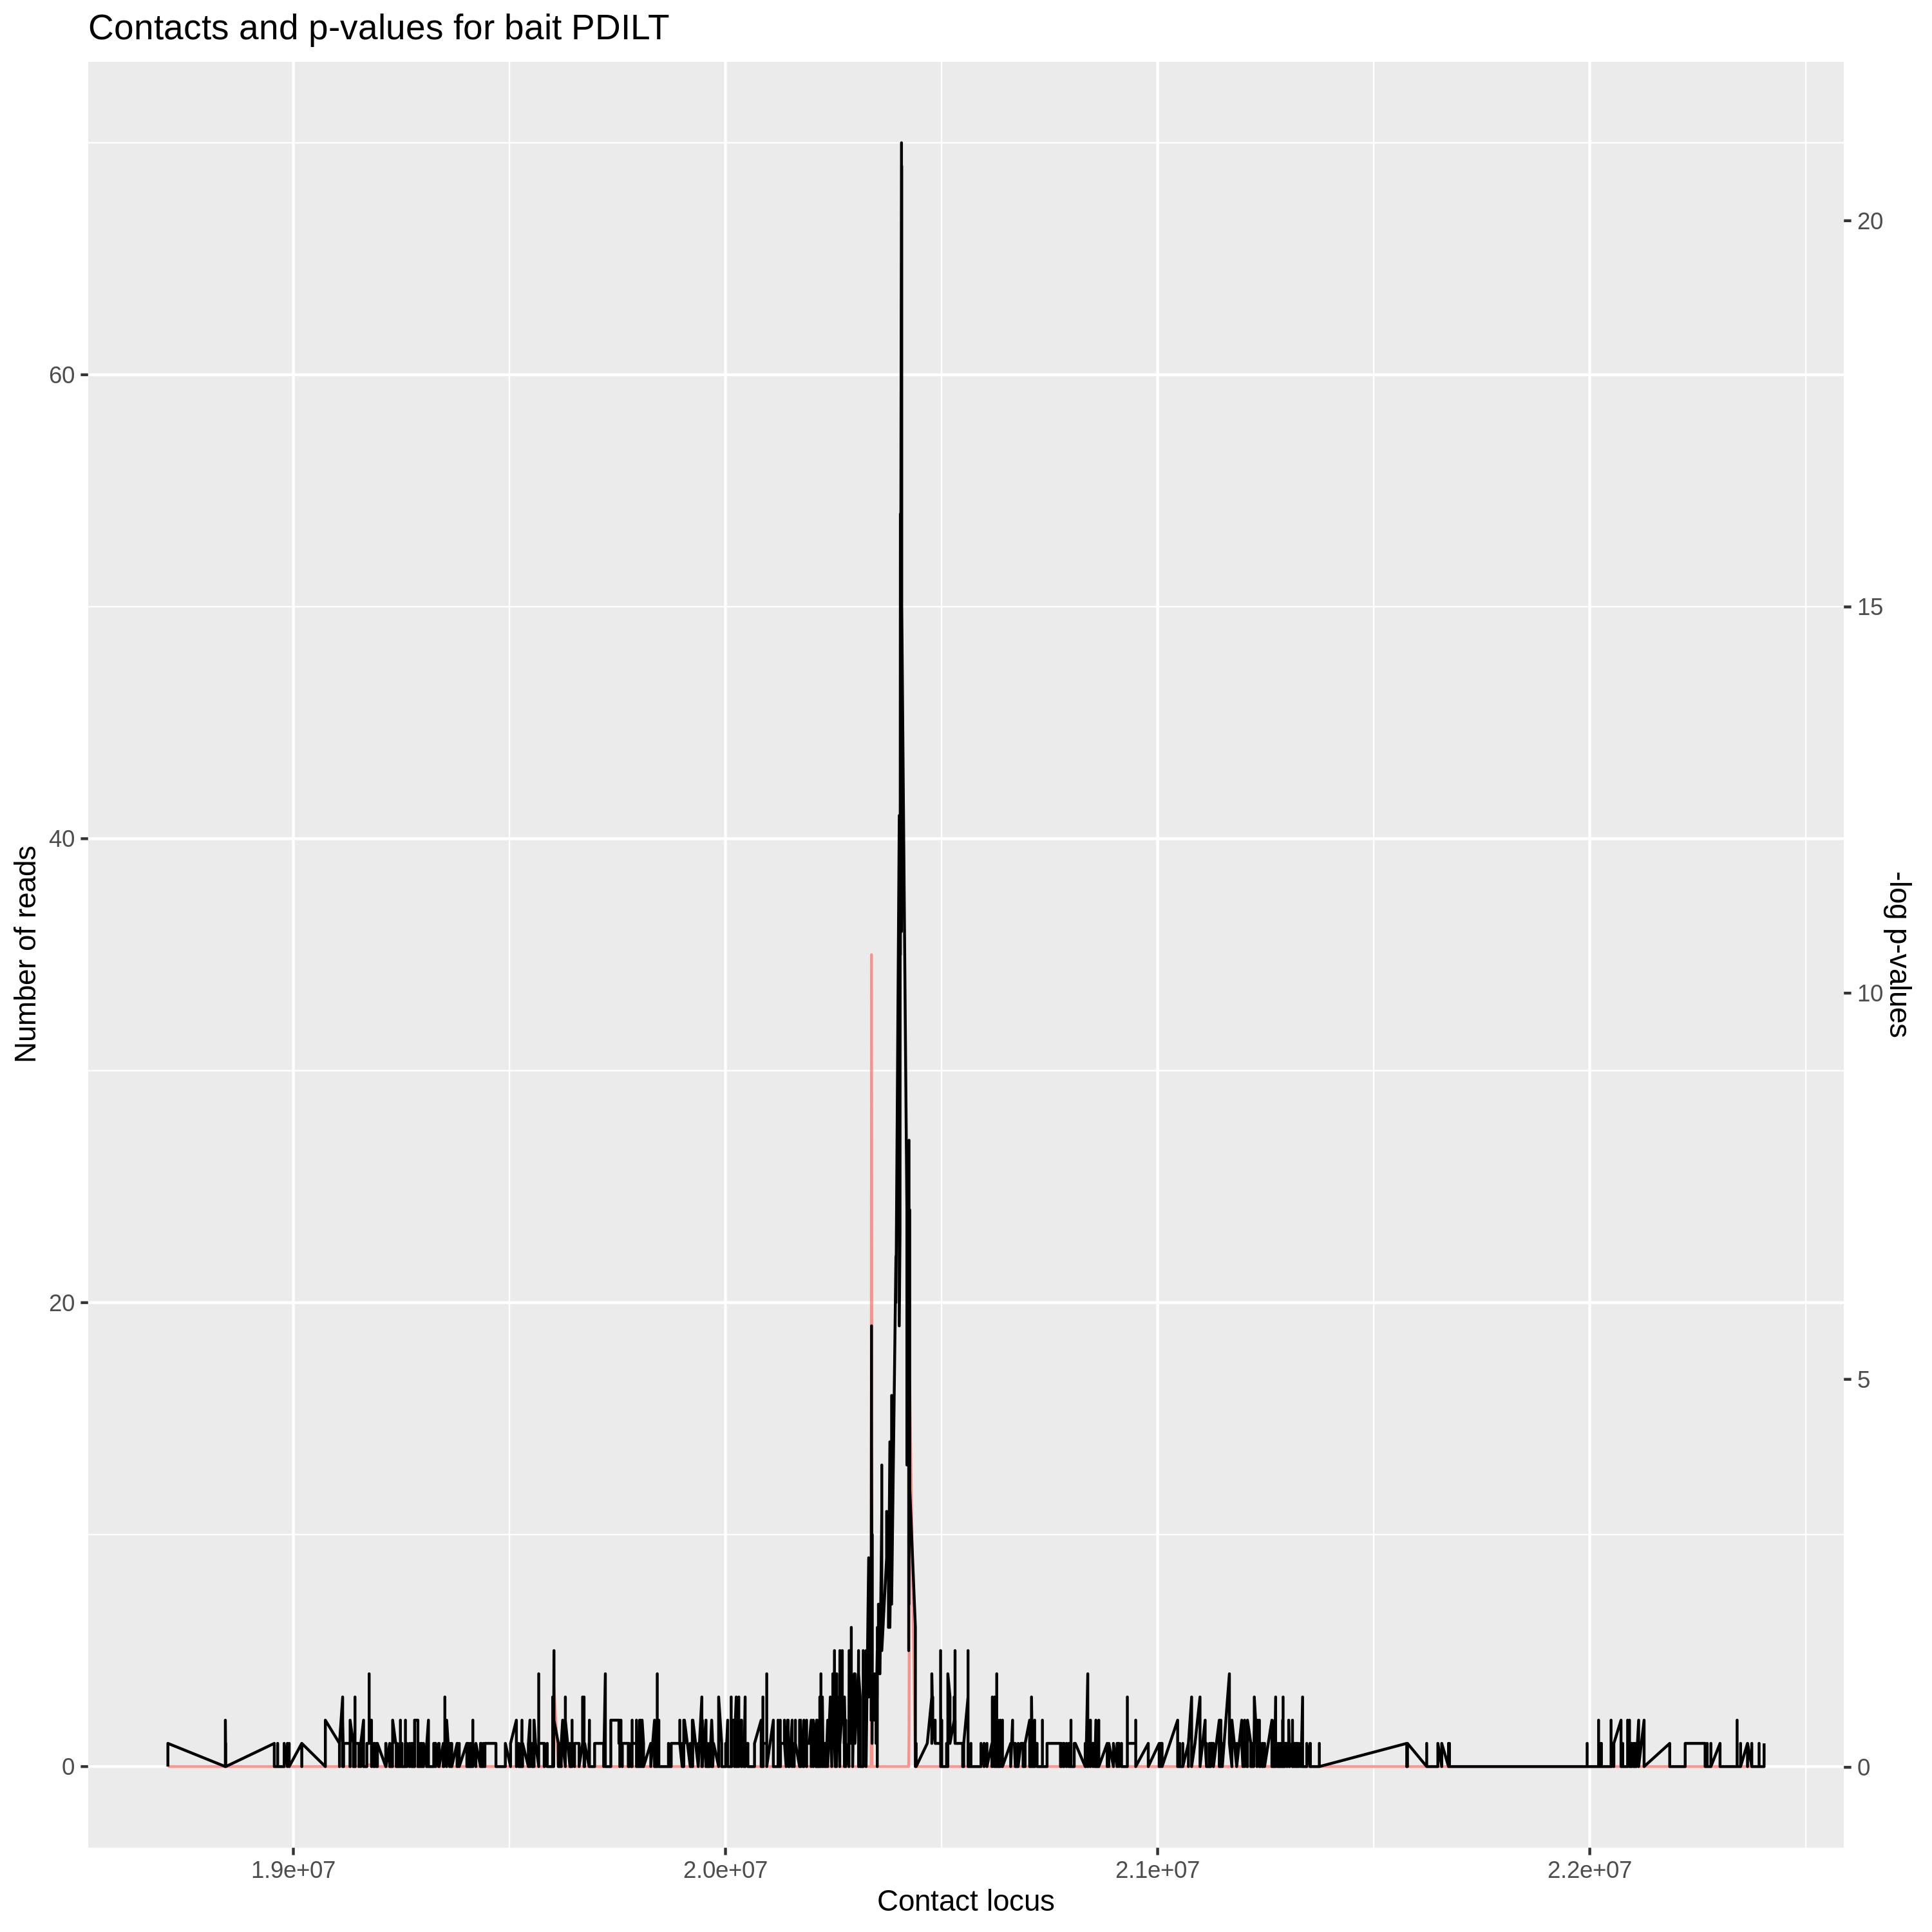 Contacts and p-values for bait PDILT
Number of reads
60
40
20
0
20
15
10
5
0
-log p-values
1.9e+07 2.0e+07 2.1e+07 2.2e+07
Contact locus